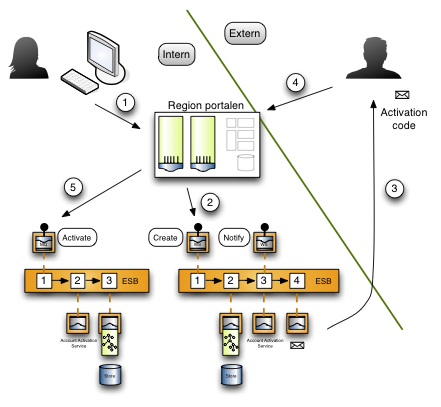 Extern
Intern
4
1
Region portalen
Activation
code
5
2
3
Activate
Create
Notify
1
2
3
ESB
1
2
3
4
ESB
Account Activation
Service
Account Activation
Service
Store
Store